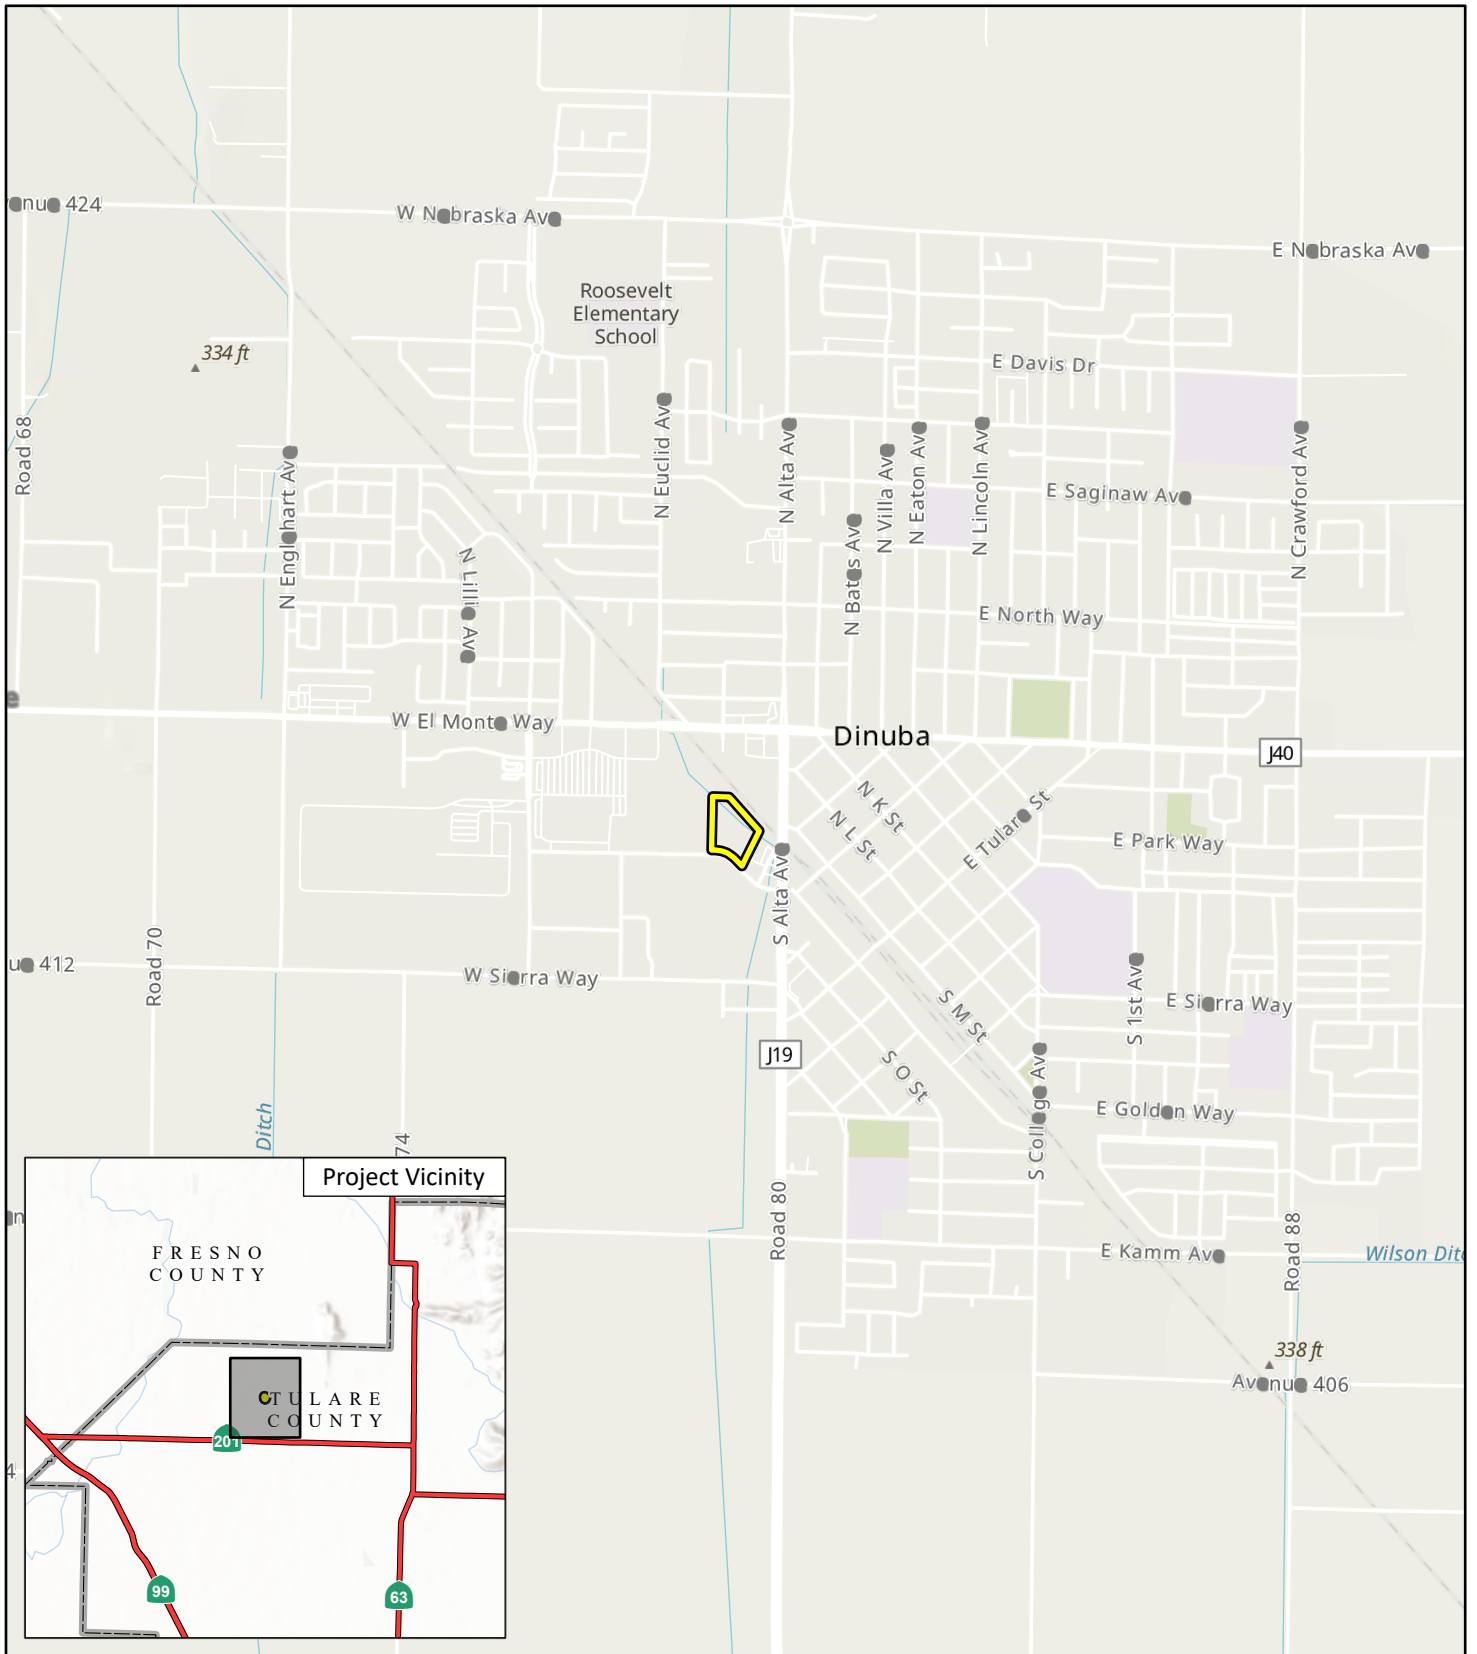 424
W Nebraska Ave
E Nebraska Ave
Roosevelt
Elementary
School
334 ft
E Davis Dr
Road 68
N Englehart Ave
N Euclid Ave
N Alta Ave
N Villa Ave
N Eaton Ave
N Lincoln Ave
E Saginaw Ave
N Crawford Ave
N Bates Ave
N Lillie Ave
E North Way
W El Monte Way
Dinuba
J40
N K St
N L St
E Tulare St
E Park Way
S Alta Ave
Road 70
412
W Sierra Way
S 1st Ave
E Sierra Way
S M St
J19
S O St
S College Ave
E Golden Way
Ditch
74
Road 80
E Kamm Ave
Road 88
Wilson Ditc
338 ft
Avenue 406
Project Vicinity
FRESNO
COUNTY
TULARE
COUNTY
201
99
63